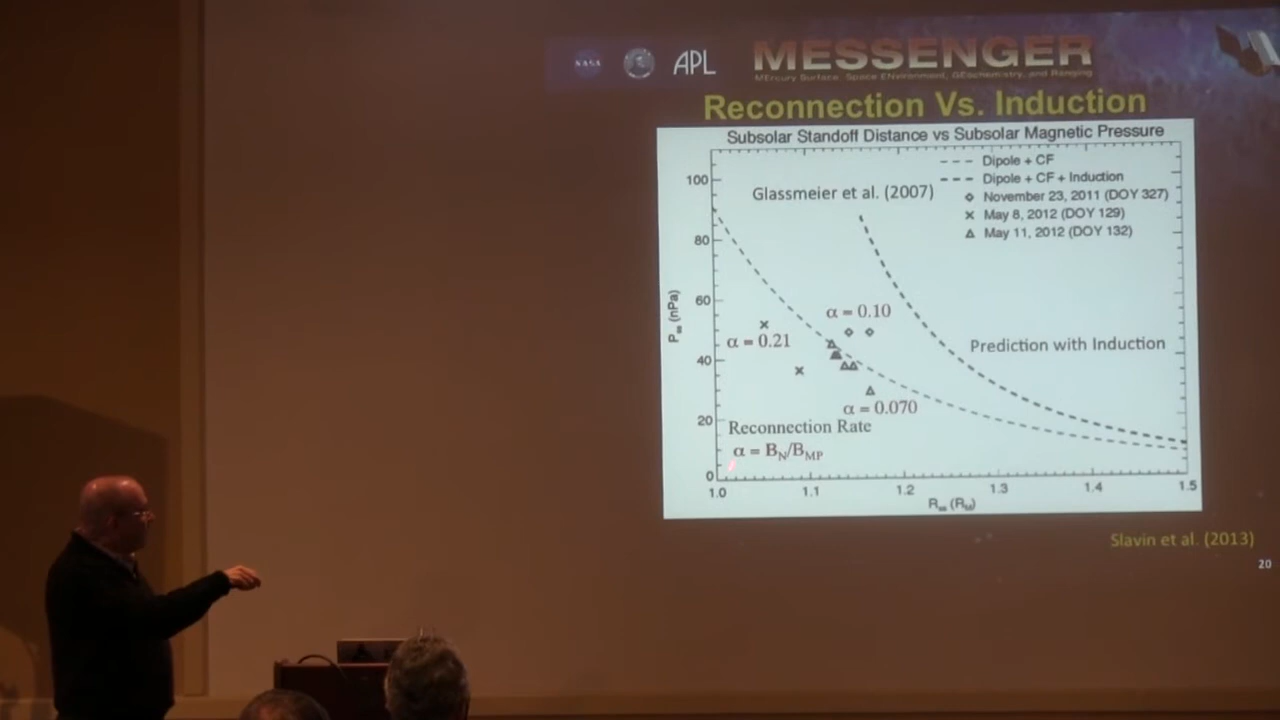 NASA
APL
MESSENGER
MErcury Surface, Space ENvironment, GEochemistry, and Ranging
Reconnection Vs. Induction
Subsolar Standoff Distance vs Subsolar Magnetic Pressure
Dipole + CF
Dipole + CF + Induction
November 23, 2011 (DOY 327)
May 8, 2012 (DOY 129)
May 11, 2012 (DOY 132)
Glassmeier et al. (2007)
100
80
60
40
20
0
(nPa)
α = 0.10
α = 0.21
Prediction with Induction
α = 0.070
Reconnection Rate
α = B_N/B_MP
1.0 1.1 1.2 1.3 1.4 1.5
Slavin et al. (2013)
20